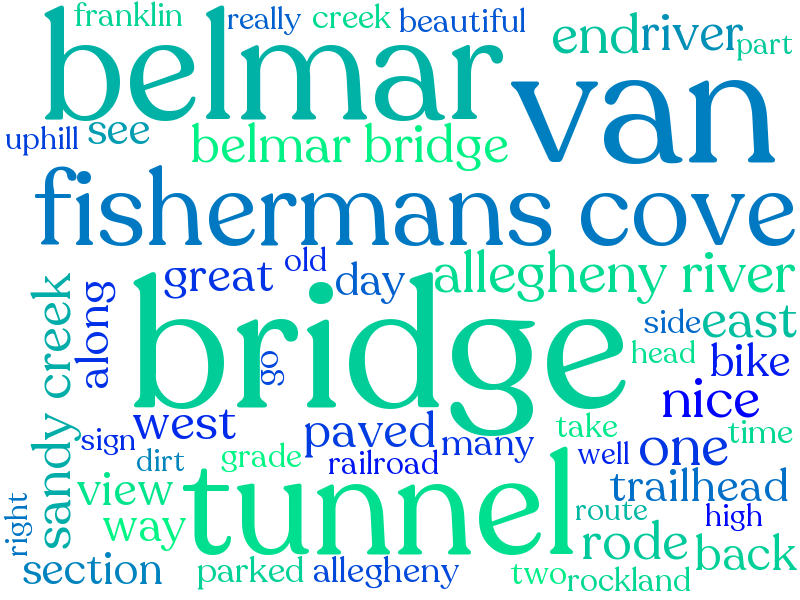 franklin
really
creek
beautiful
end
river
part
belmar
van
uphill
see
belmar bridge
fishermans cove
great
old
day
allegheny river
along
sandy creek
bridge
go
side
east
head
bike
nice
west
sign
paved
many
take
well
one
time
dirt
grade
railroad
view
tunnel
trailhead
way
route
high
right
rode
back
section
parked
allegheny
two
rockland